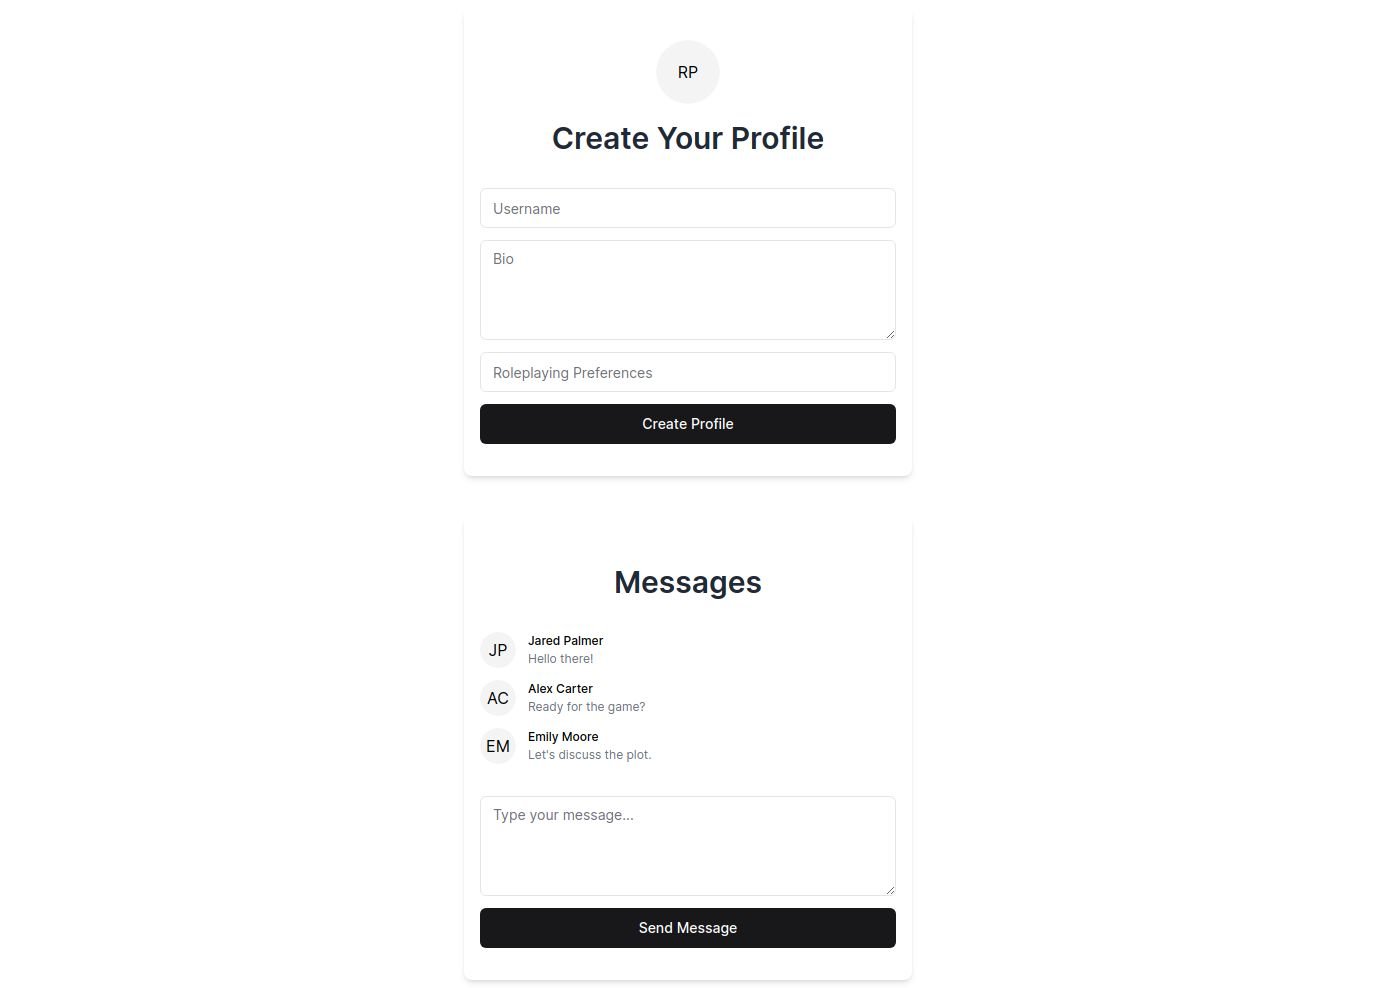 RP
Create Your Profile
Username
Bio
Roleplaying Preferences
Create Profile
Messages
JP
Jared Palmer
Hello there!
AC
Alex Carter
Ready for the game?
EM
Emily Moore
Let's discuss the plot.
Type your message...
Send Message